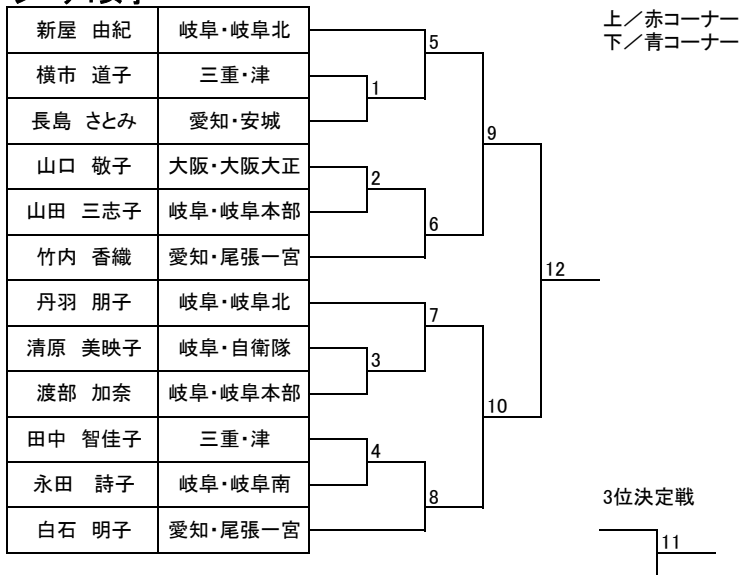 上／赤コーナー
下／青コーナー
新屋 由紀 岐阜・岐阜北
横市 道子 三重・津
長島 さとみ 愛知・安城
山口 敬子 大阪・大阪大正
山田 三志子 岐阜・岐阜本部
竹内 香織 愛知・尾張一宮
丹羽 朋子 岐阜・岐阜北
清原 美映子 岐阜・自衛隊
渡部 加奈 岐阜・岐阜本部
田中 智佳子 三重・津
永田 詩子 岐阜・岐阜南
白石 明子 愛知・尾張一宮
5
1
9
2
6
12
7
3
10
4
8
3位決定戦
11